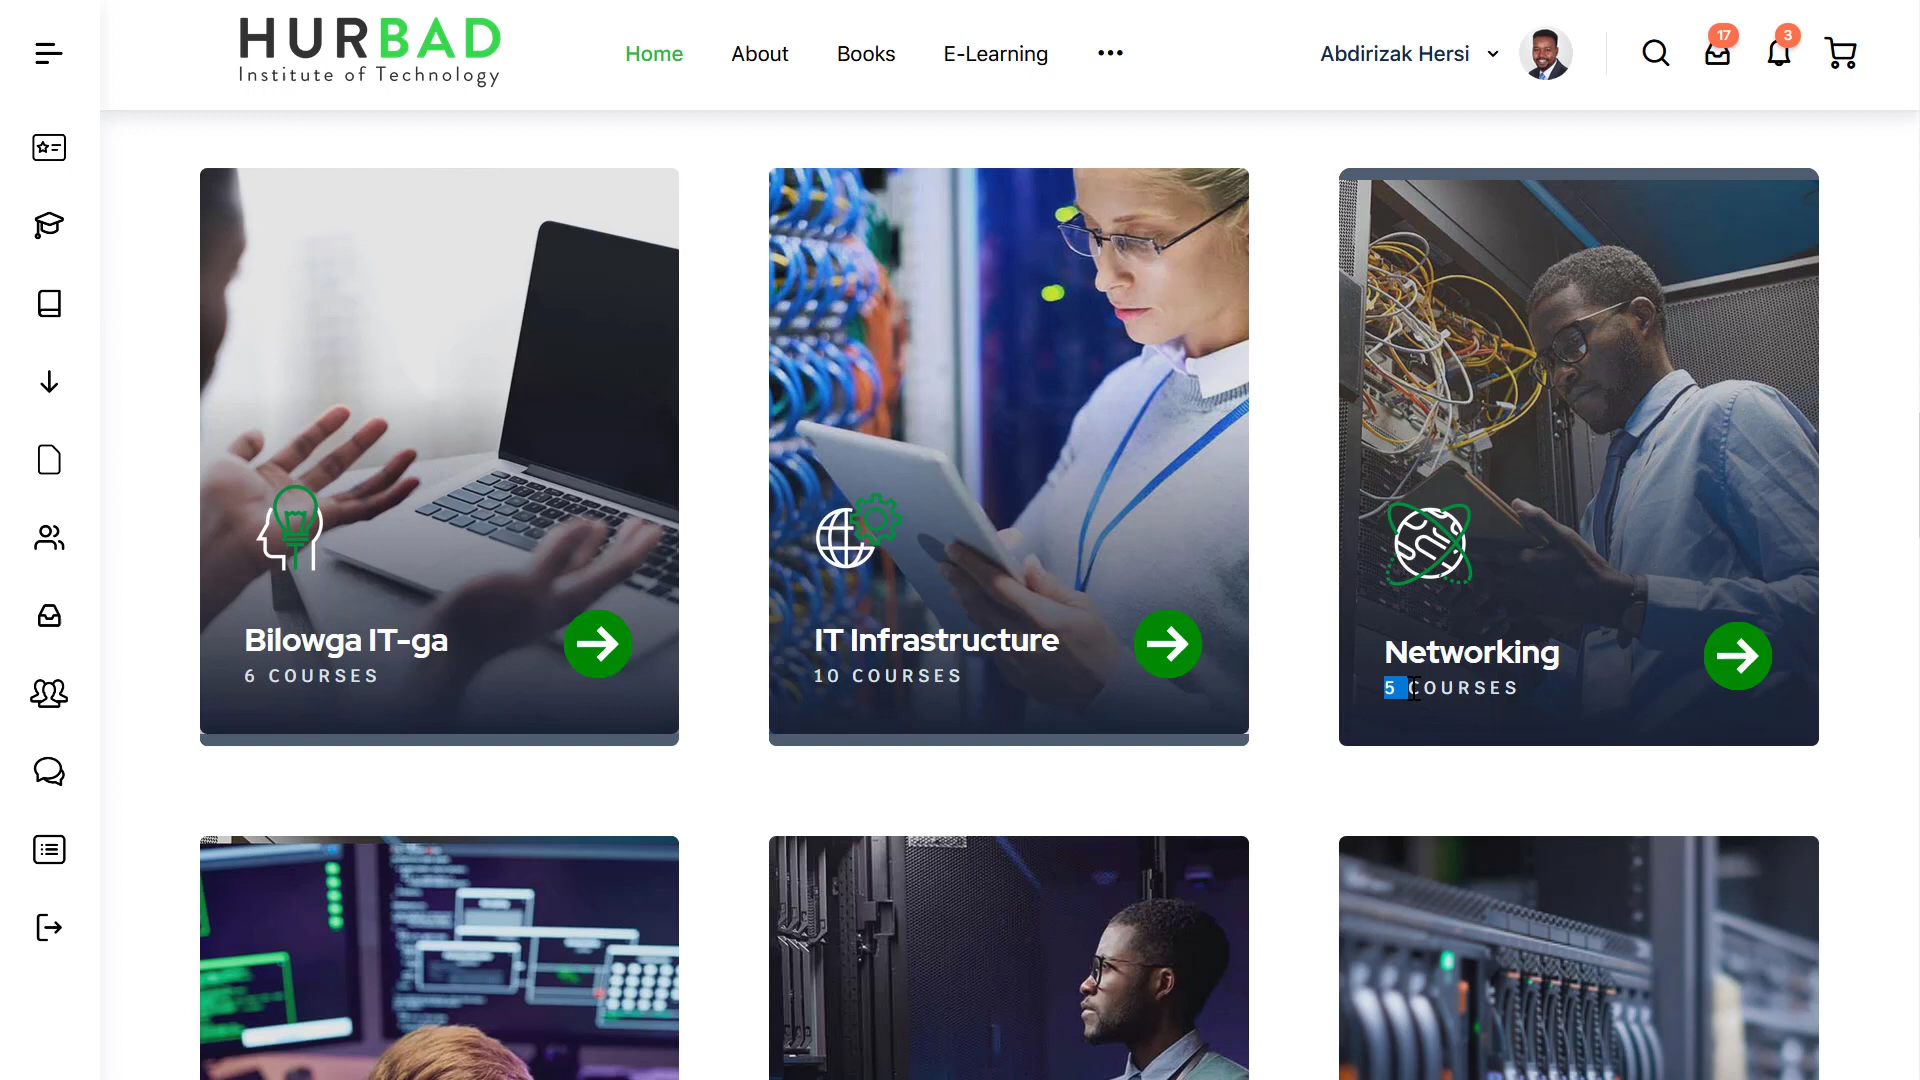 HURBAD
Institute of Technology
Home
About
Books
E-Learning
Abdirizak Hersi
17
3
Bilowga IT-ga
6 COURSES
IT Infrastructure
10 COURSES
Networking
5 COURSES